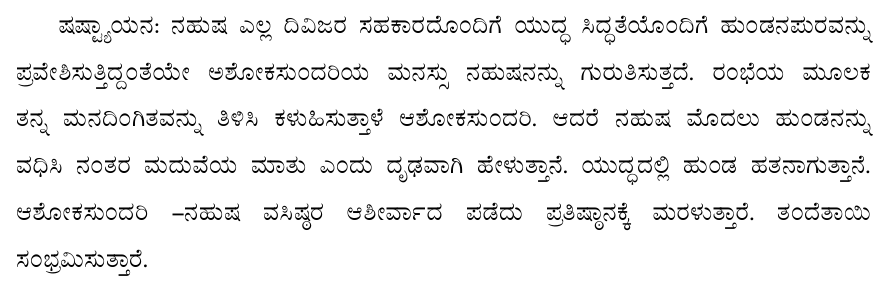 ಷಷ್ಟ್ಯಾಯನ: ನಹುಷ ಎಲ್ಲ ದಿವಿಜರ ಸಹಕಾರದೊಂದಿಗೆ ಯುದ್ಧ ಸಿದ್ಧತೆಯೊಂದಿಗೆ ಹುಂಡನಪುರವನ್ನು
ಪ್ರವೇಶಿಸುತ್ತಿದ್ದಂತೆಯೇ ಅಶೋಕಸುಂದರಿಯ ಮನಸ್ಸು ನಹುಷನನ್ನು ಗುರುತಿಸುತ್ತದೆ. ರಂಭೆಯ ಮೂಲಕ
ತನ್ನ ಮನದಿಂಗಿತವನ್ನು ತಿಳಿಸಿ ಕಳುಹಿಸುತ್ತಾಳೆ ಆಶೋಕಸುಂದರಿ. ಆದರೆ ನಹುಷ ಮೊದಲು ಹುಂಡನನ್ನು
ವಧಿಸಿ ನಂತರ ಮದುವೆಯ ಮಾತು ಎಂದು ದೃಢವಾಗಿ ಹೇಳುತ್ತಾನೆ. ಯುದ್ಧದಲ್ಲಿ ಹುಂಡ ಹತನಾಗುತ್ತಾನೆ.
ಆಶೋಕಸುಂದರಿ –ನಹುಷ ವಸಿಷ್ಠರ ಆಶೀರ್ವಾದ ಪಡೆದು ಪ್ರತಿಷ್ಠಾನಕ್ಕೆ ಮರಳುತ್ತಾರೆ. ತಂದೆತಾಯಿ
ಸಂಭ್ರಮಿಸುತ್ತಾರೆ.